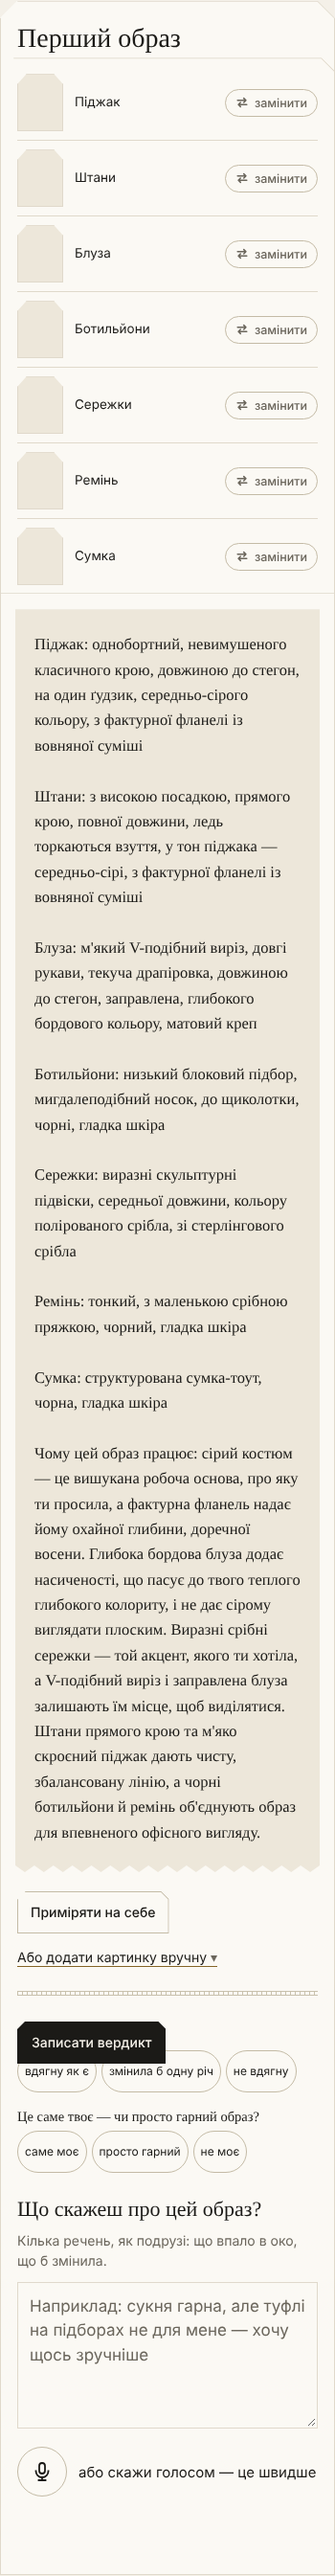 Перший образ
Піджак
⇄ замінити
Штани
⇄ замінити
Блуза
⇄ замінити
Ботильйони
⇄ замінити
Сережки
⇄ замінити
Ремінь
⇄ замінити
Сумка
⇄ замінити
Піджак: однобортний, невимушеного
класичного крою, довжиною до стегон,
на один ґудзик, середньо-сірого
кольору, з фактурної фланелі із
вовняної суміші
Штани: з високою посадкою, прямого
крою, повної довжини, ледь
торкаються взуття, у тон піджака —
середньо-сірі, з фактурної фланелі із
вовняної суміші
Блуза: м'який V-подібний виріз, довгі
рукави, текуча драпіровка, довжиною
до стегон, заправлена, глибокого
бордового кольору, матовий креп
Ботильйони: низький блоковий підбор,
мигдалеподібний носок, до щиколотки,
чорні, гладка шкіра
Сережки: виразні скульптурні
підвіски, середньої довжини, кольору
полірованого срібла, зі стерлінгового
срібла
Ремінь: тонкий, з маленькою срібною
пряжкою, чорний, гладка шкіра
Сумка: структурована сумка-тоут,
чорна, гладка шкіра
Чому цей образ працює: сірий костюм
— це вишукана робоча основа, про яку
ти просила, а фактурна фланель надає
йому охайної глибини, доречної
восени. Глибока бордова блуза додає
насиченості, що пасує до твого теплого
глибокого колориту, і не дає сірому
виглядати плоским. Виразні срібні
сережки — той акцент, якого ти хотіла,
а V-подібний виріз і заправлена блуза
залишають їм місце, щоб виділятися.
Штани прямого крою та м'яко
скроєний піджак дають чисту,
збалансовану лінію, а чорні
ботильйони й ремінь об'єднують образ
для впевненого офісного вигляду.
Приміряти на себе
Або додати картинку вручну ▾
Записати вердикт
вдягну як є
змінила б одну річ
не вдягну
Це саме твоє — чи просто гарний образ?
саме моє
просто гарний
не моє
Що скажеш про цей образ?
Кілька речень, як подрузі: що впало в око,
що б змінила.
Наприклад: сукня гарна, але туфлі
на підборах не для мене — хочу
щось зручніше
або скажи голосом — це швидше